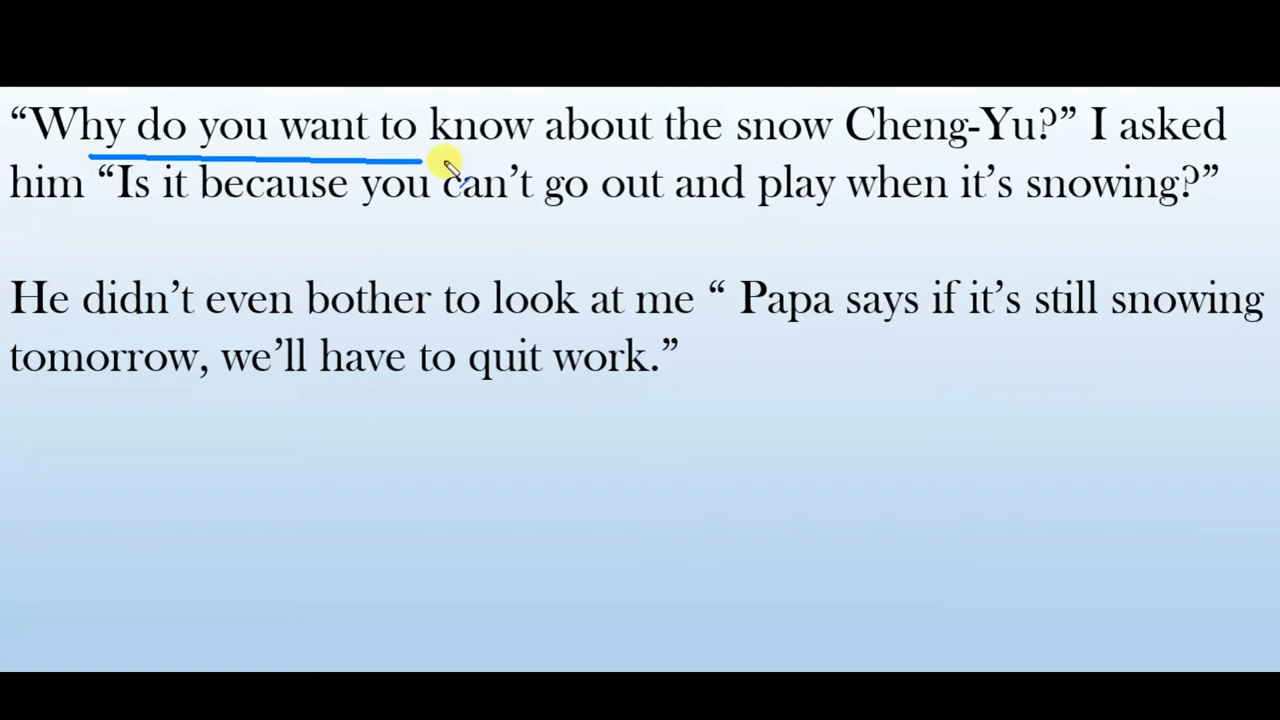 “Why do you want to know about the snow Cheng-Yu?” I asked
him “Is it because you can’t go out and play when it’s snowing?”
He didn’t even bother to look at me “ Papa says if it’s still snowing
tomorrow, we’ll have to quit work.”